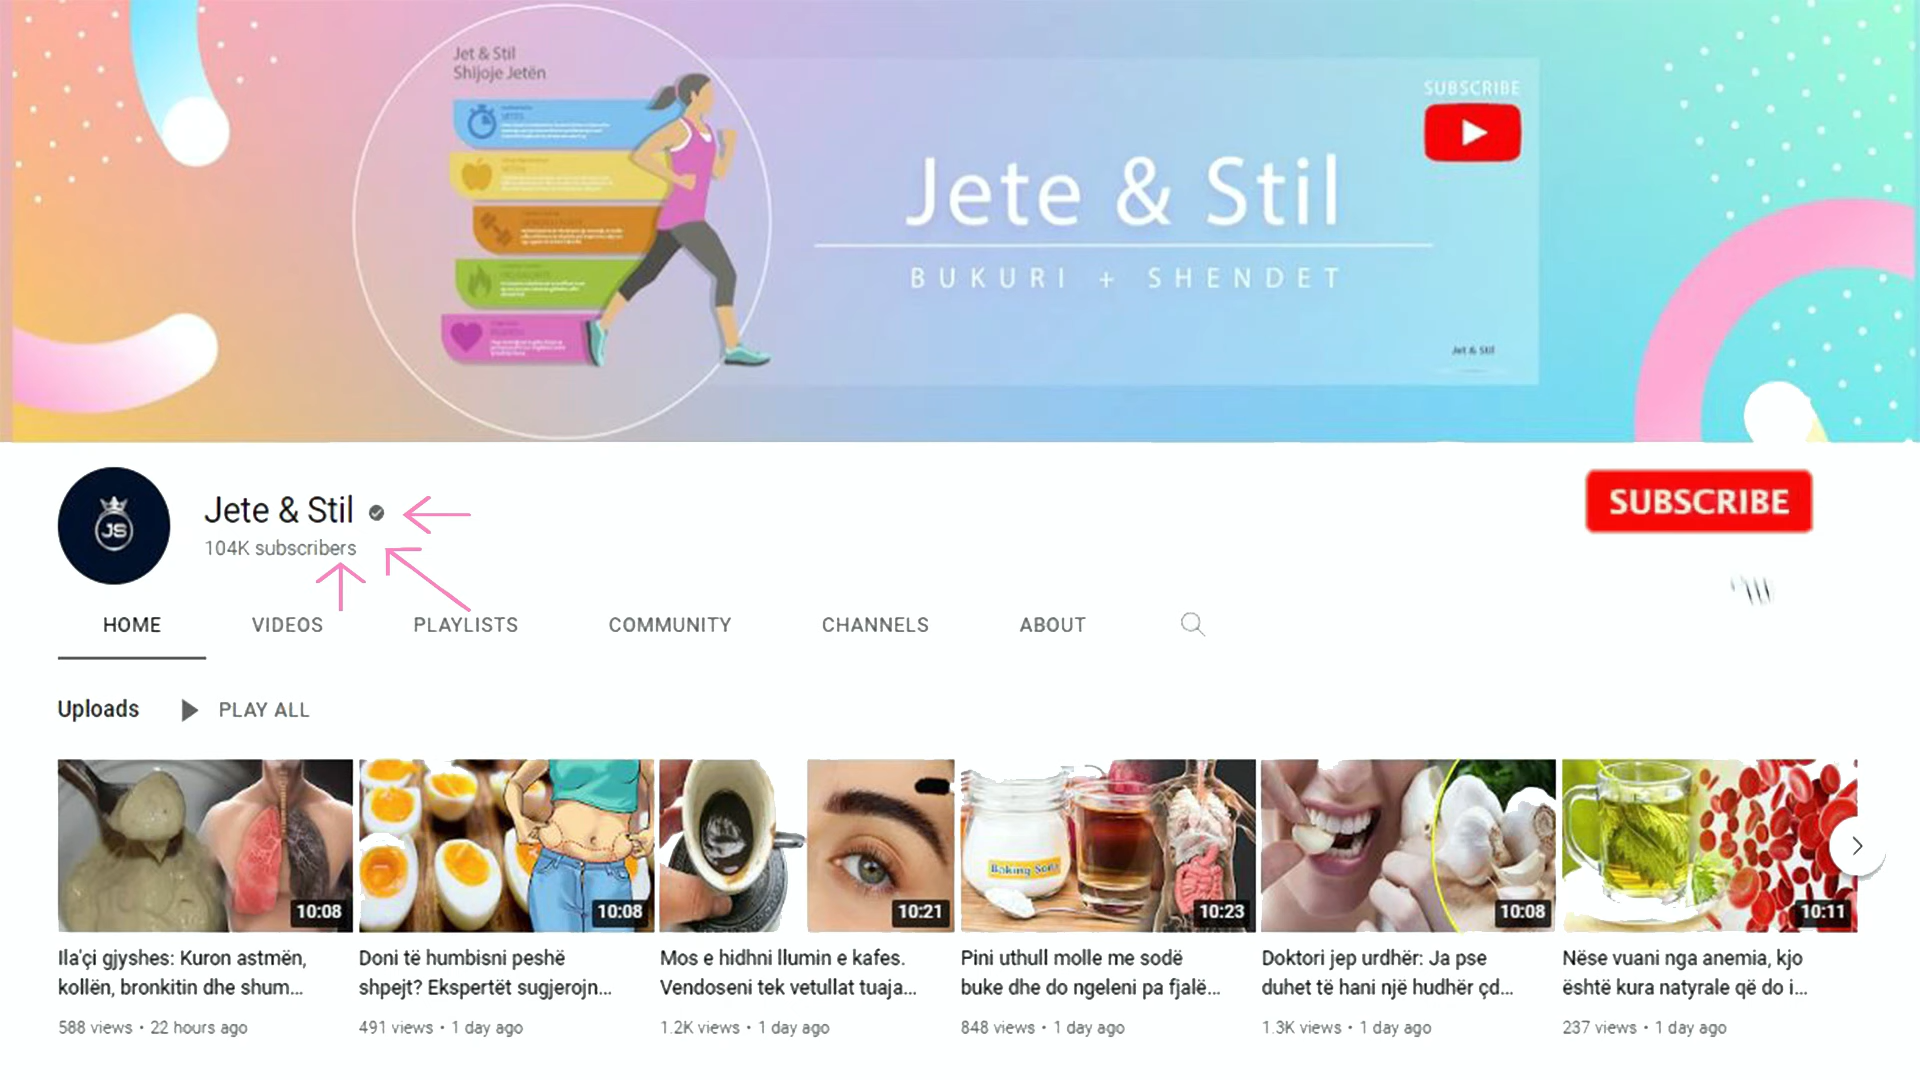 Jet & Stil
Shijoje Jetën
SUBSCRIBE
Jete & Stil
BUKURI + SHENDET
Jet & Stil
JS
Jete & Stil
104K subscribers
SUBSCRIBE
HOME VIDEOS PLAYLISTS COMMUNITY CHANNELS ABOUT
Uploads PLAY ALL
Baking Soda
10:08 10:08 10:21 10:23 10:08 10:11
Ila'çi gjyshes: Kuron astmën,
kollën, bronkitin dhe shum...
588 views • 22 hours ago
Doni të humbisni peshë
shpejt? Ekspertët sugjerojn...
491 views • 1 day ago
Mos e hidhni llumin e kafes.
Vendoseni tek vetullat tuaja...
1.2K views • 1 day ago
Pini uthull molle me sodë
buke dhe do ngeleni pa fjalë...
848 views • 1 day ago
Doktori jep urdhër: Ja pse
duhet të hani një hudhër çd...
1.3K views • 1 day ago
Nëse vuani nga anemia, kjo
është kura natyrale që do i...
237 views • 1 day ago